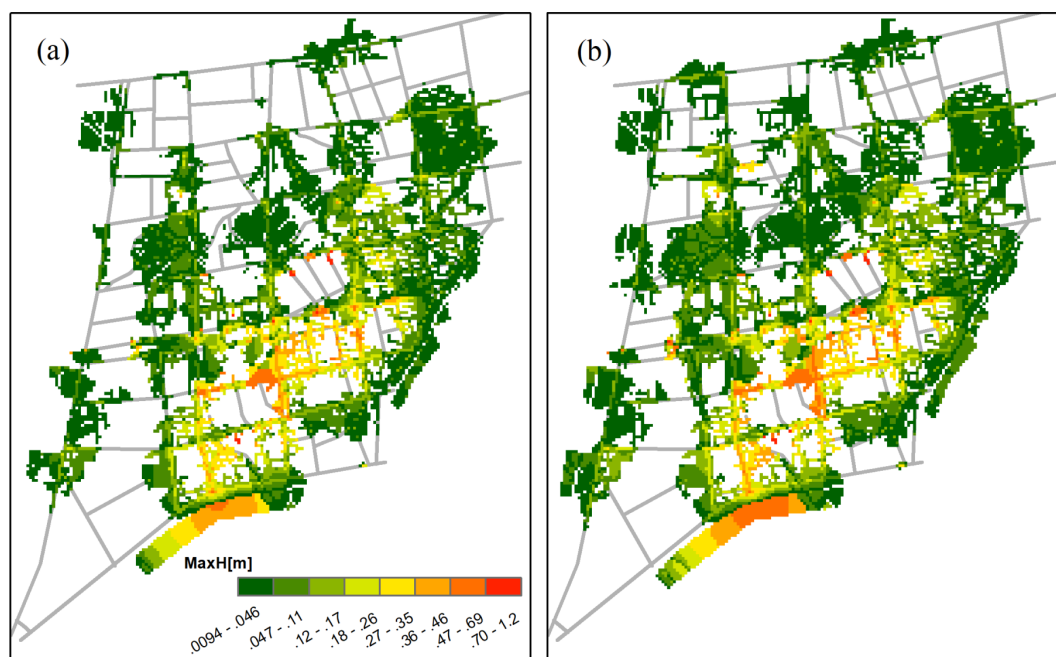 (a)
(b)
MaxH[m]
.0094 - .046
.047 - .11
.12 - .17
.18 - .26
.27 - .35
.36 - .46
.47 - .69
.70 - 1.2